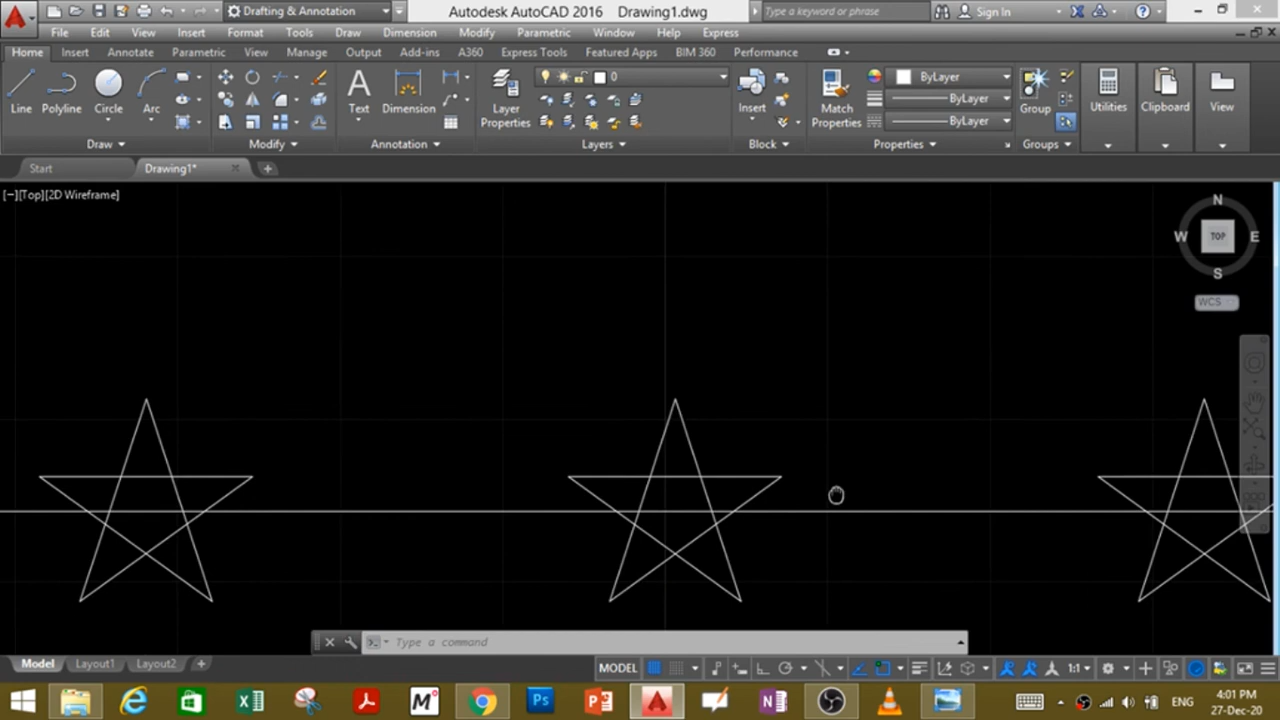 Drafting & Annotation
Autodesk AutoCAD 2016 Drawing1.dwg
Type a keyword or phrase
Sign In
File Edit View Insert Format Tools Draw Dimension Modify Parametric Window Help Express
Home Insert Annotate Parametric View Manage Output Add-ins A360 Express Tools Featured Apps BIM 360 Performance
0
ByLayer
ByLayer
ByLayer
Line Polyline Circle Arc
Text Dimension
Layer Properties
Insert
Match Properties
Group
Utilities Clipboard View
Draw Modify Annotation Layers Block Properties Groups
Start Drawing1*
[−][Top][2D Wireframe]
N
W TOP E
S
WCS
Type a command
Model Layout1 Layout2
MODEL 1:1
ENG
4:01 PM
27-Dec-20